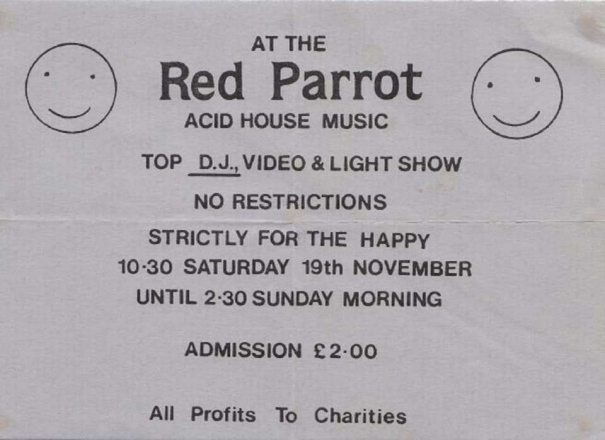 AT THE
Red Parrot
ACID HOUSE MUSIC
TOP D.J., VIDEO & LIGHT SHOW
NO RESTRICTIONS
STRICTLY FOR THE HAPPY
10·30 SATURDAY 19th NOVEMBER
UNTIL 2·30 SUNDAY MORNING
ADMISSION £2·00
All Profits To Charities